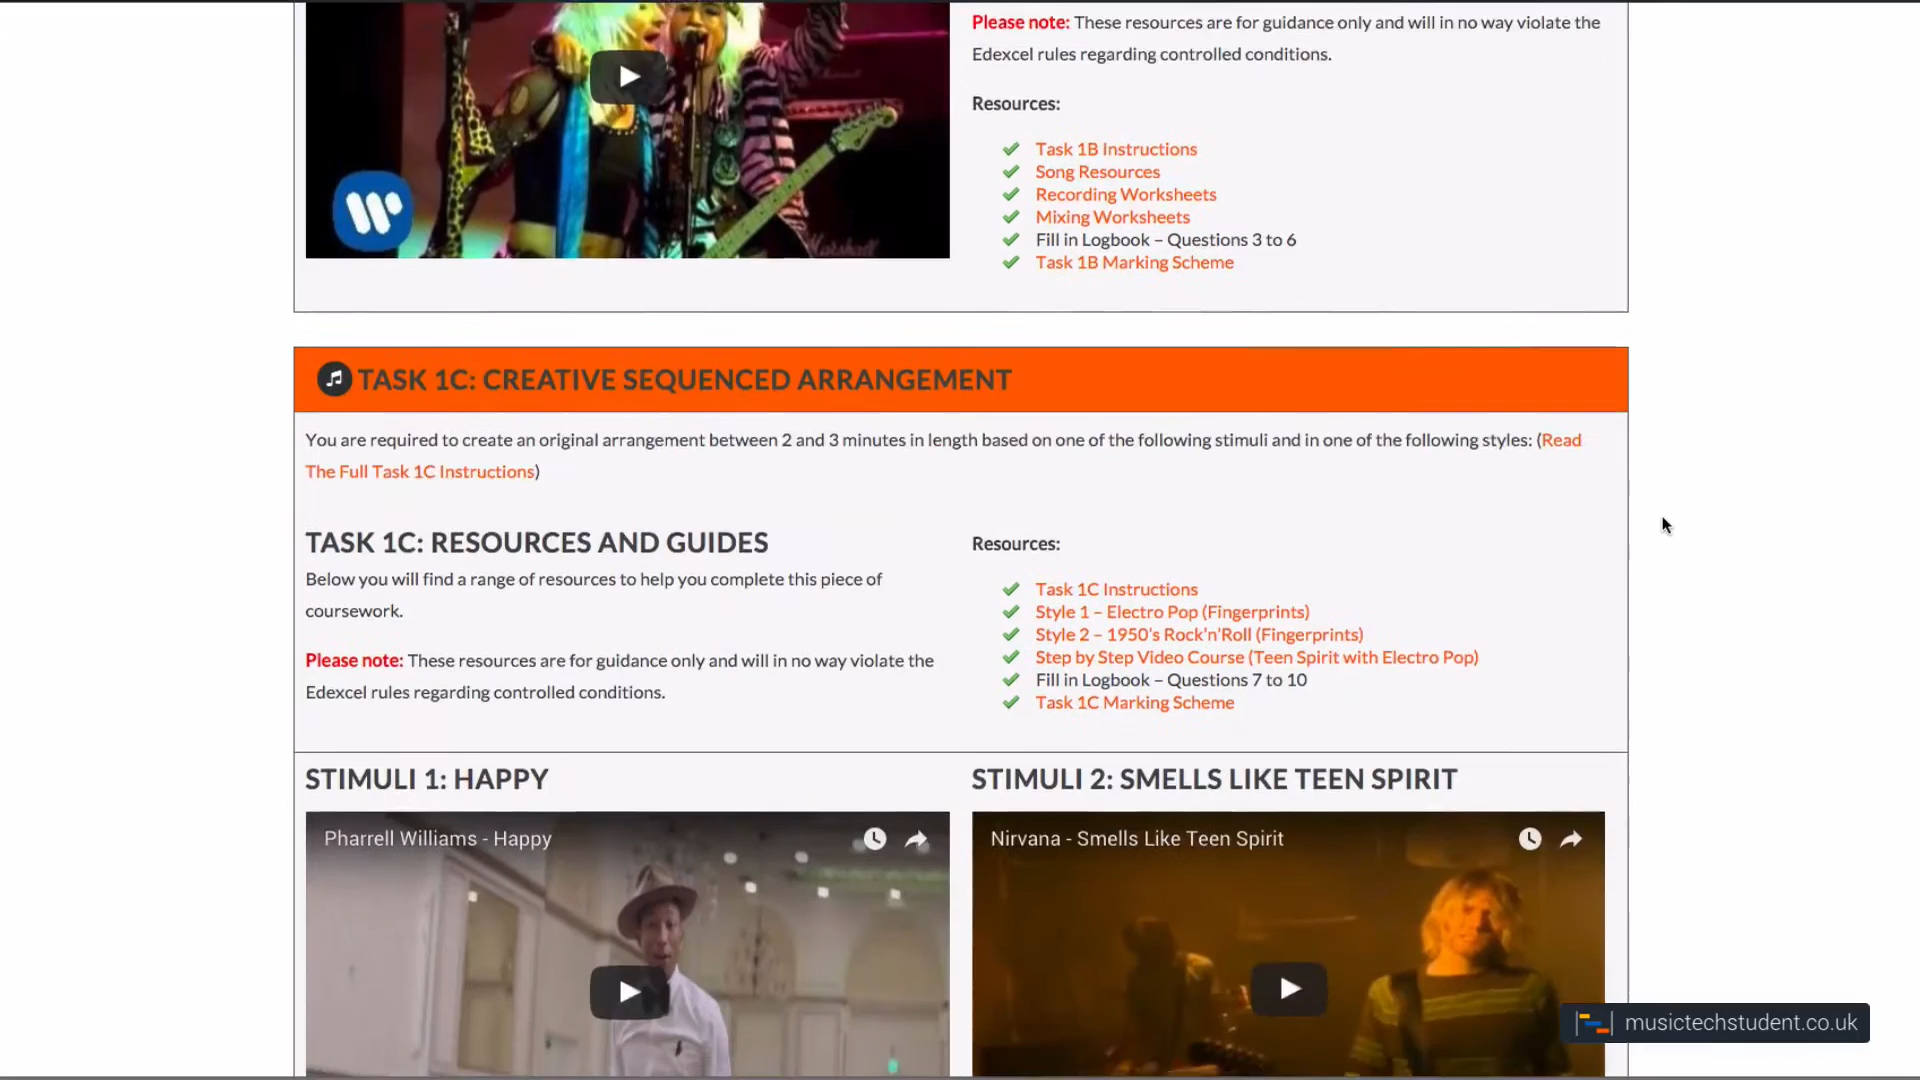 Please note: These resources are for guidance only and will in no way violate the
Edexcel rules regarding controlled conditions.
Resources:
Task 1B Instructions
Song Resources
Recording Worksheets
Mixing Worksheets
Fill in Logbook – Questions 3 to 6
Task 1B Marking Scheme
TASK 1C: CREATIVE SEQUENCED ARRANGEMENT
You are required to create an original arrangement between 2 and 3 minutes in length based on one of the following stimuli and in one of the following styles: (Read
The Full Task 1C Instructions)
TASK 1C: RESOURCES AND GUIDES
Below you will find a range of resources to help you complete this piece of
coursework.
Please note: These resources are for guidance only and will in no way violate the
Edexcel rules regarding controlled conditions.
Resources:
Task 1C Instructions
Style 1 – Electro Pop (Fingerprints)
Style 2 – 1950's Rock'n'Roll (Fingerprints)
Step by Step Video Course (Teen Spirit with Electro Pop)
Fill in Logbook – Questions 7 to 10
Task 1C Marking Scheme
STIMULI 1: HAPPY
Pharrell Williams - Happy
STIMULI 2: SMELLS LIKE TEEN SPIRIT
Nirvana - Smells Like Teen Spirit
musictechstudent.co.uk